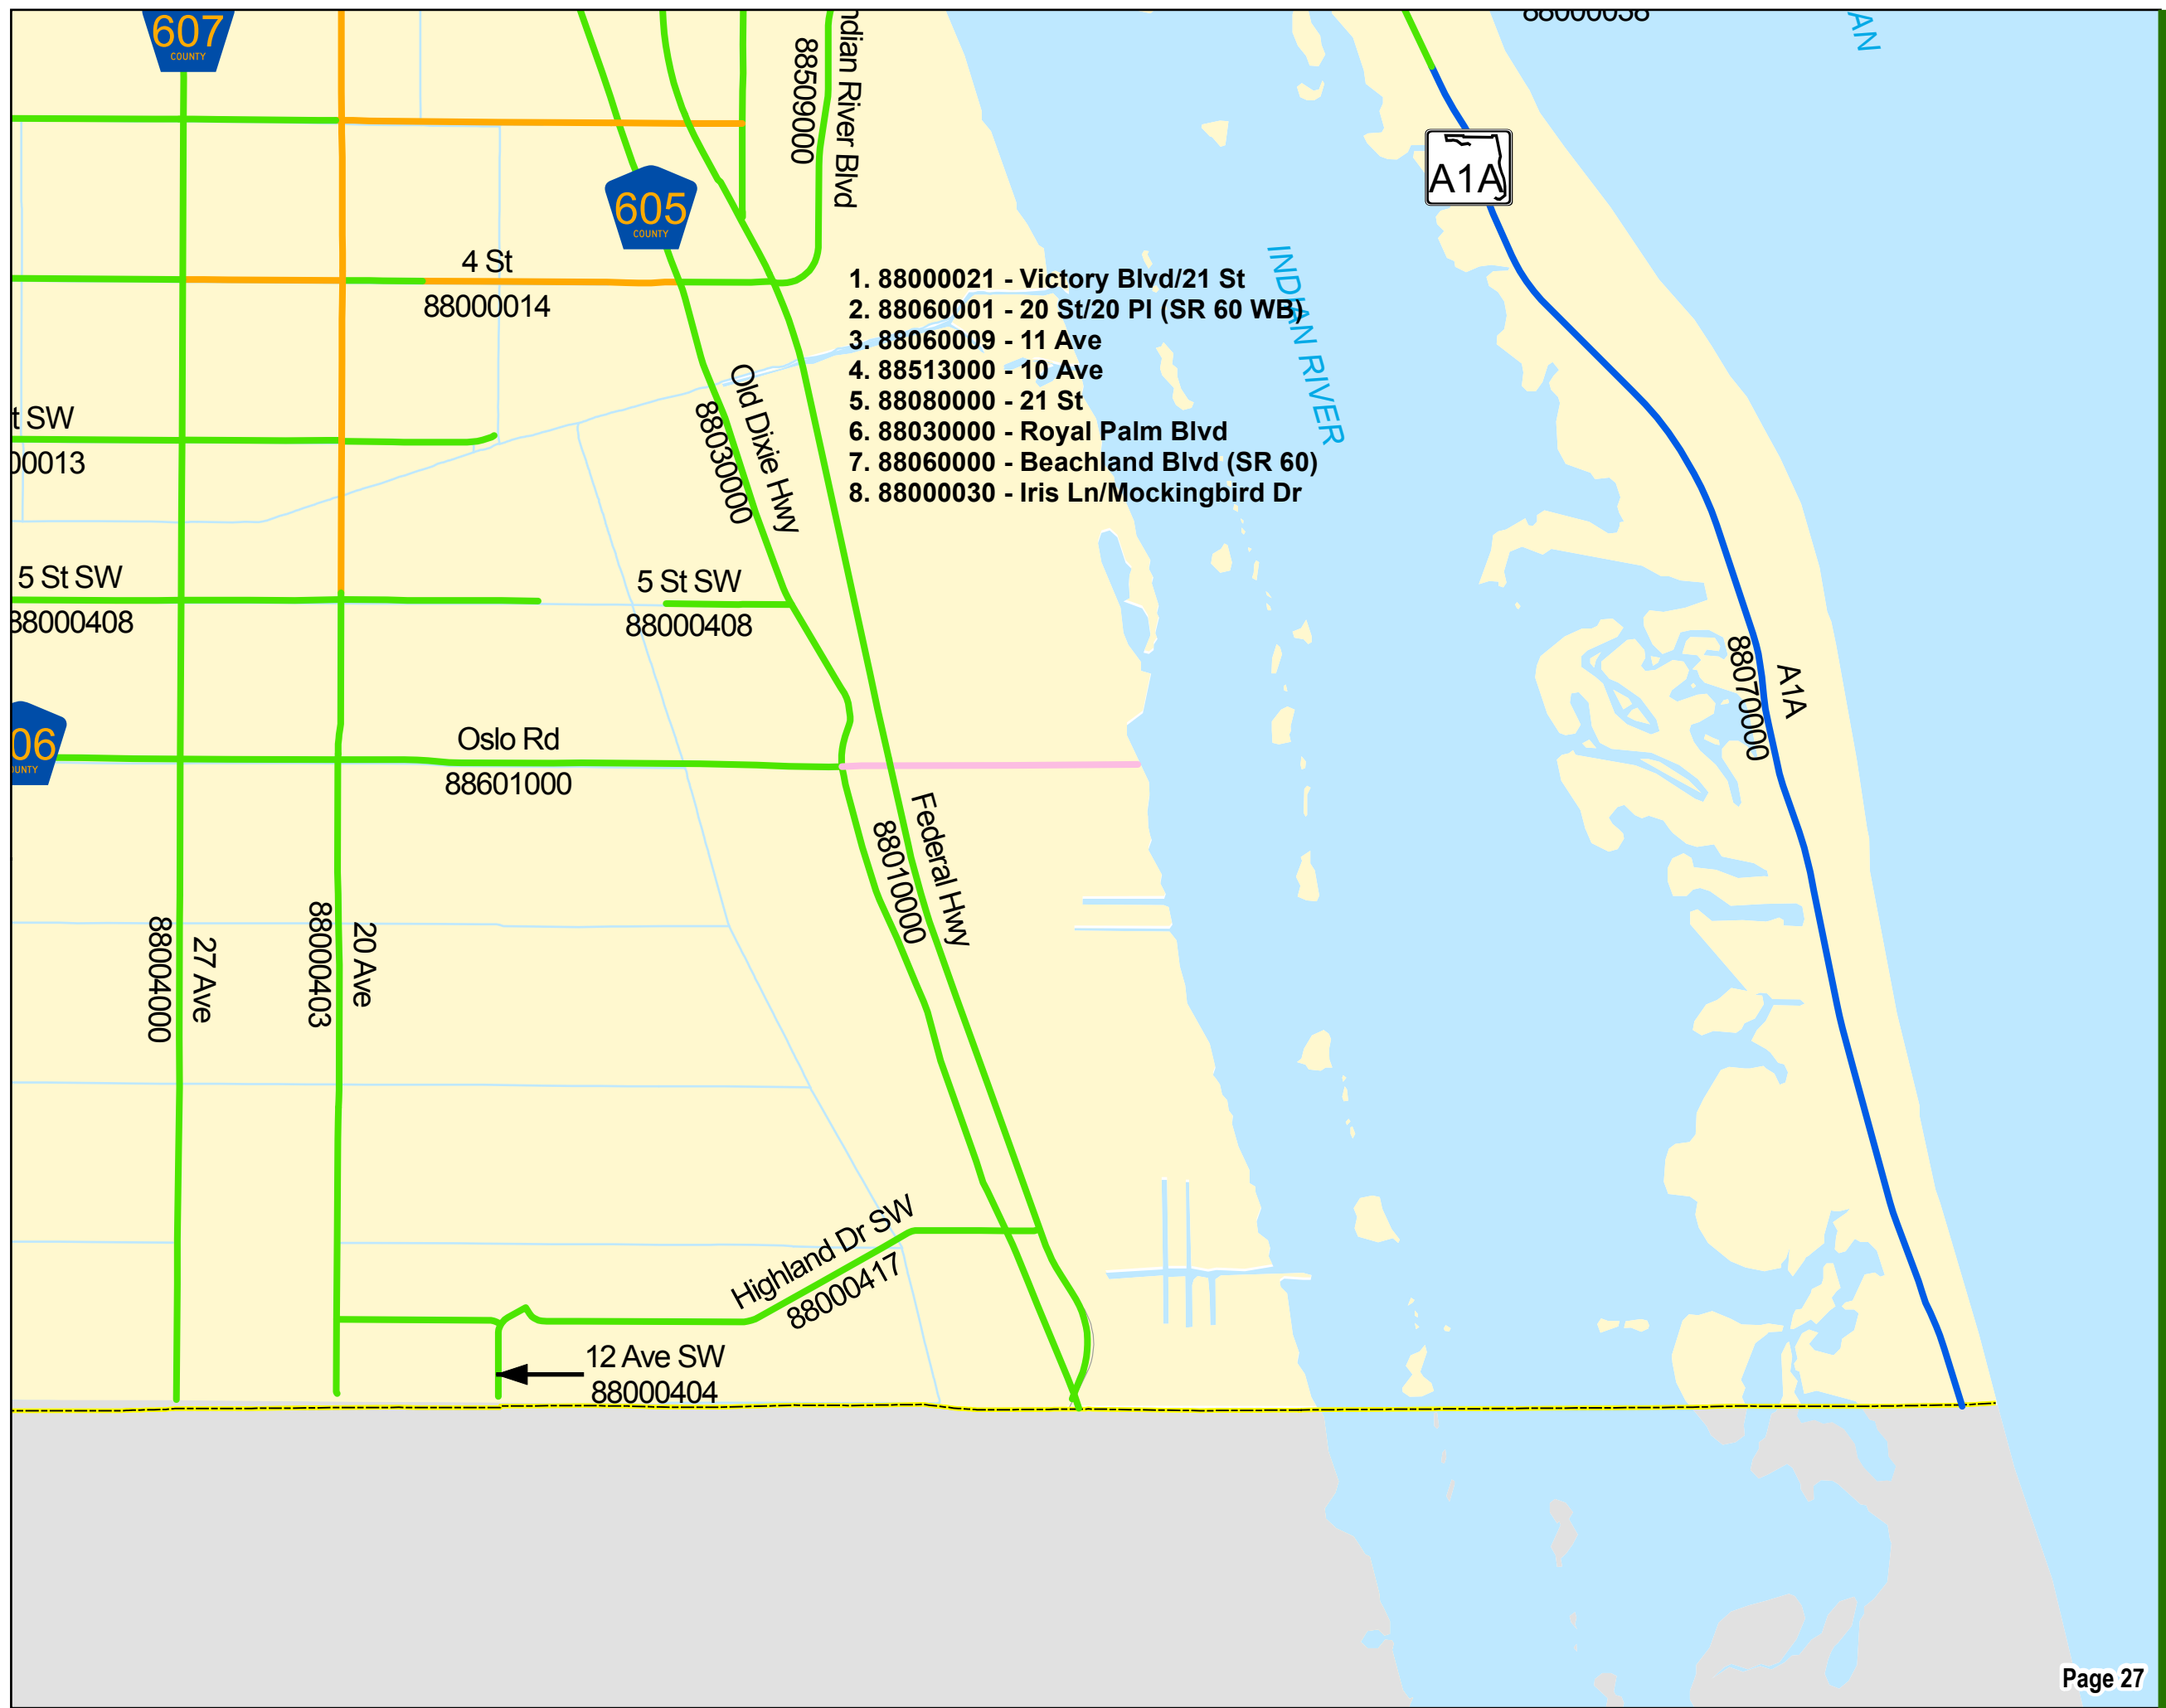 607
COUNTY
88000038
AN
ndian River Blvd
88509000
A1A
605
COUNTY
4 St
88000014
INDIAN RIVER
1. 88000021 - Victory Blvd/21 St
2. 88060001 - 20 St/20 Pl (SR 60 WB)
3. 88060009 - 11 Ave
4. 88513000 - 10 Ave
5. 88080000 - 21 St
6. 88030000 - Royal Palm Blvd
7. 88060000 - Beachland Blvd (SR 60)
8. 88000030 - Iris Ln/Mockingbird Dr
Old Dixie Hwy
88030000
t SW
00013
5 St SW
88000408
5 St SW
88000408
A1A
88070000
06
UNTY
Oslo Rd
88601000
Federal Hwy
88010000
27 Ave
88004000
20 Ave
88000403
Highland Dr SW
88000417
12 Ave SW
88000404
Page 27